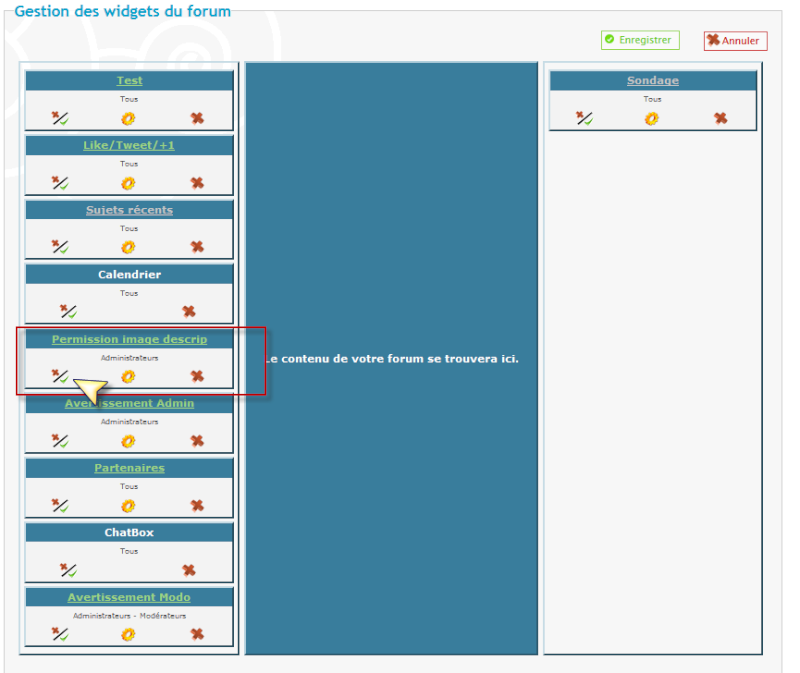 Gestion des widgets du forum
Enregistrer
Annuler
Test
Tous
Like/Tweet/+1
Tous
Sujets récents
Tous
Calendrier
Tous
Permission image descrip
Administrateurs
Avertissement Admin
Administrateurs
Partenaires
Tous
ChatBox
Tous
Avertissement Modo
Administrateurs - Modérateurs
Le contenu de votre forum se trouvera ici.
Sondage
Tous